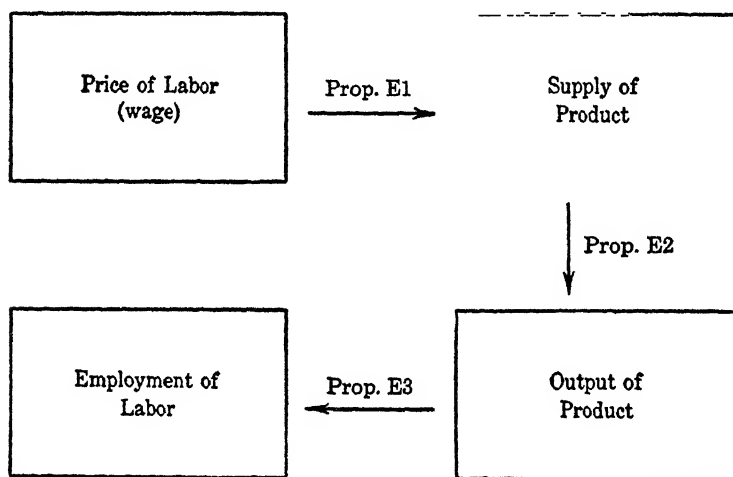 Price of Labor
(wage)
Prop. E1
Supply of
Product
Prop. E2
Employment of
Labor
Prop. E3
Output of
Product